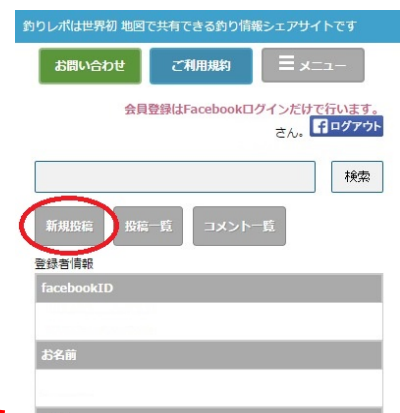 釣りレポは世界初 地図で共有できる釣り情報シェアサイトです
お問い合わせ ご利用規約 メニュー
会員登録はFacebookログインだけで行います。
さん。 ログアウト
検索
新規投稿 投稿一覧 コメント一覧
登録者情報
facebookID
お名前